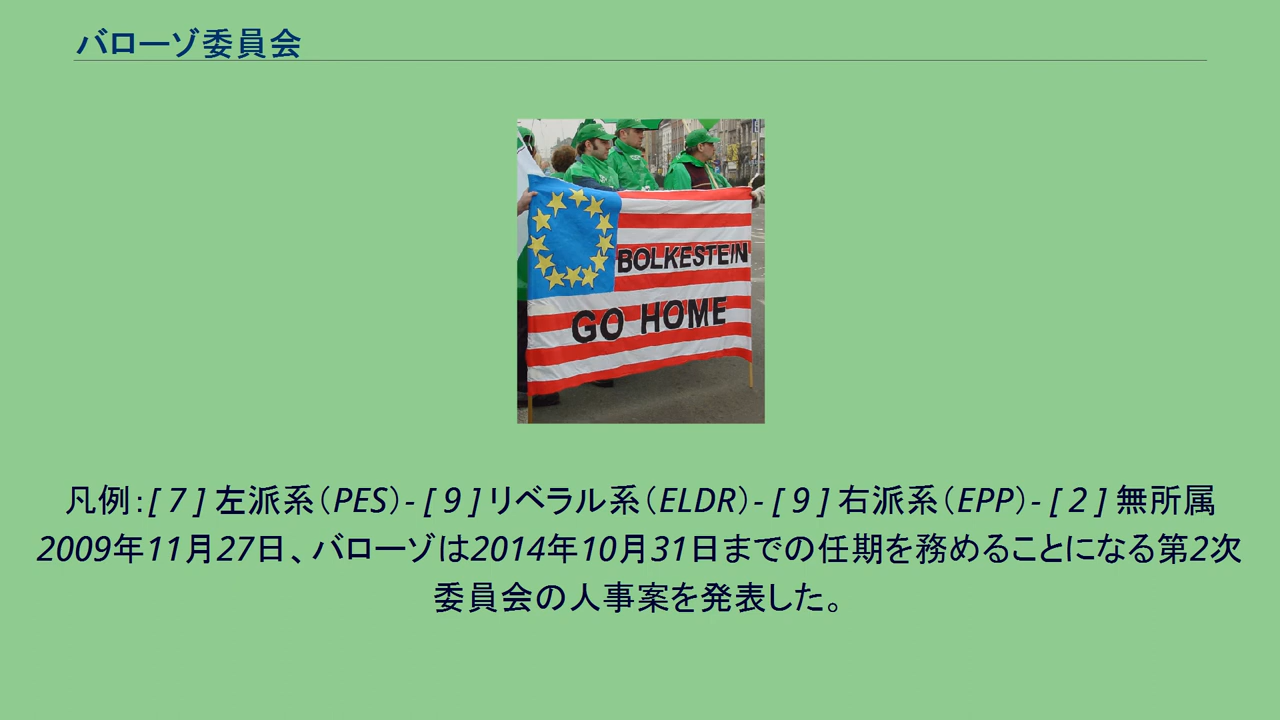 バローゾ委員会
BOLKESTEIN
GO HOME
凡例：[ 7 ] 左派系（PES）- [ 9 ] リベラル系（ELDR）- [ 9 ] 右派系（EPP）- [ 2 ] 無所属
2009年11月27日、バローゾは2014年10月31日までの任期を務めることになる第2次
委員会の人事案を発表した。